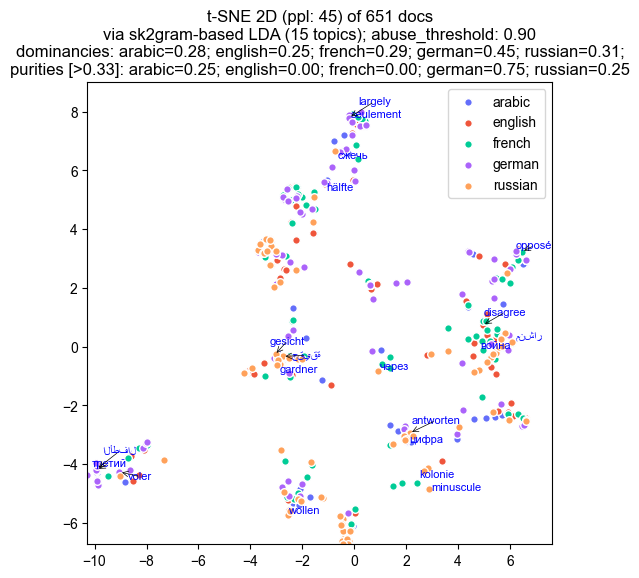 t-SNE 2D (ppl: 45) of 651 docs
via sk2gram-based LDA (15 topics); abuse_threshold: 0.90
dominancies: arabic=0.28; english=0.25; french=0.29; german=0.45; russian=0.31;
purities [>0.33]: arabic=0.25; english=0.00; french=0.00; german=0.75; russian=0.25
arabic
english
french
german
russian
largely
seulement
сжечь
hälfte
opposé
disagree
война
gesicht
gardner
через
antworten
цифра
kolonie
minuscule
третий
voler
wollen
8
6
4
2
0
−2
−4
−6
−10 −8 −6 −4 −2 0 2 4 6